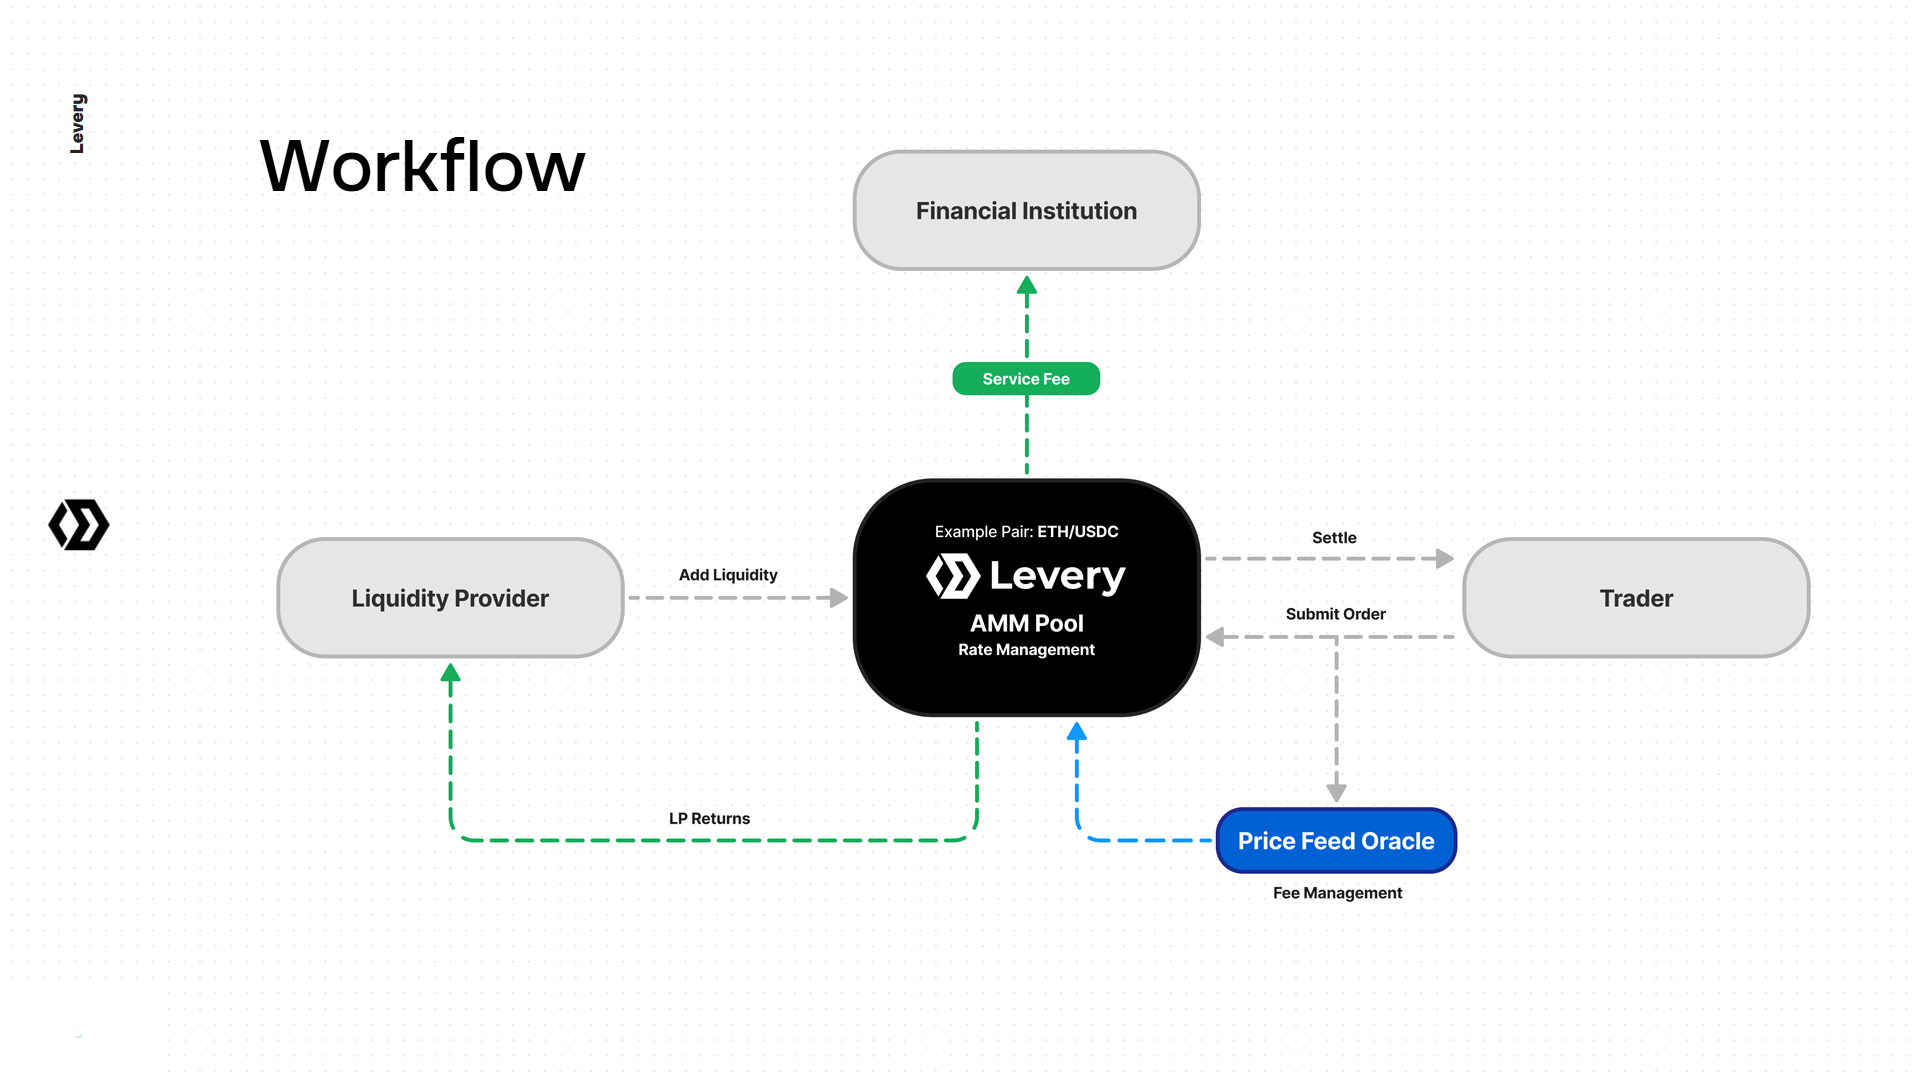 Levery
Workflow
Financial Institution
Service Fee
Example Pair: ETH/USDC
Levery
AMM Pool
Rate Management
Liquidity Provider
Add Liquidity
Settle
Submit Order
Trader
LP Returns
Price Feed Oracle
Fee Management